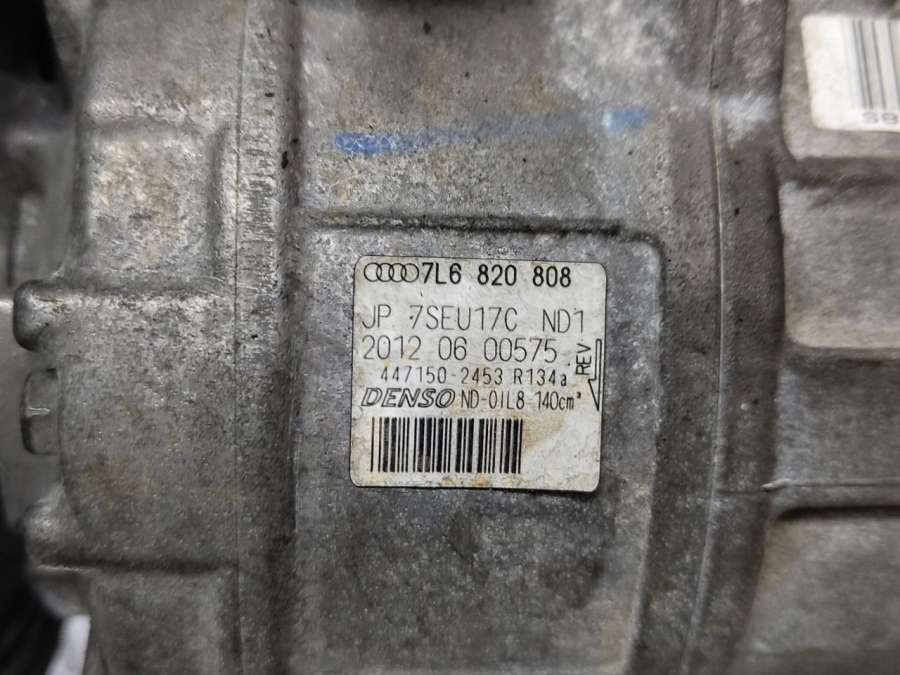 7L6 820 808
JP 7SEU17C ND1
2012 06 00575
REV
447150-2453 R134a
DENSO ND-OIL8 140cm³